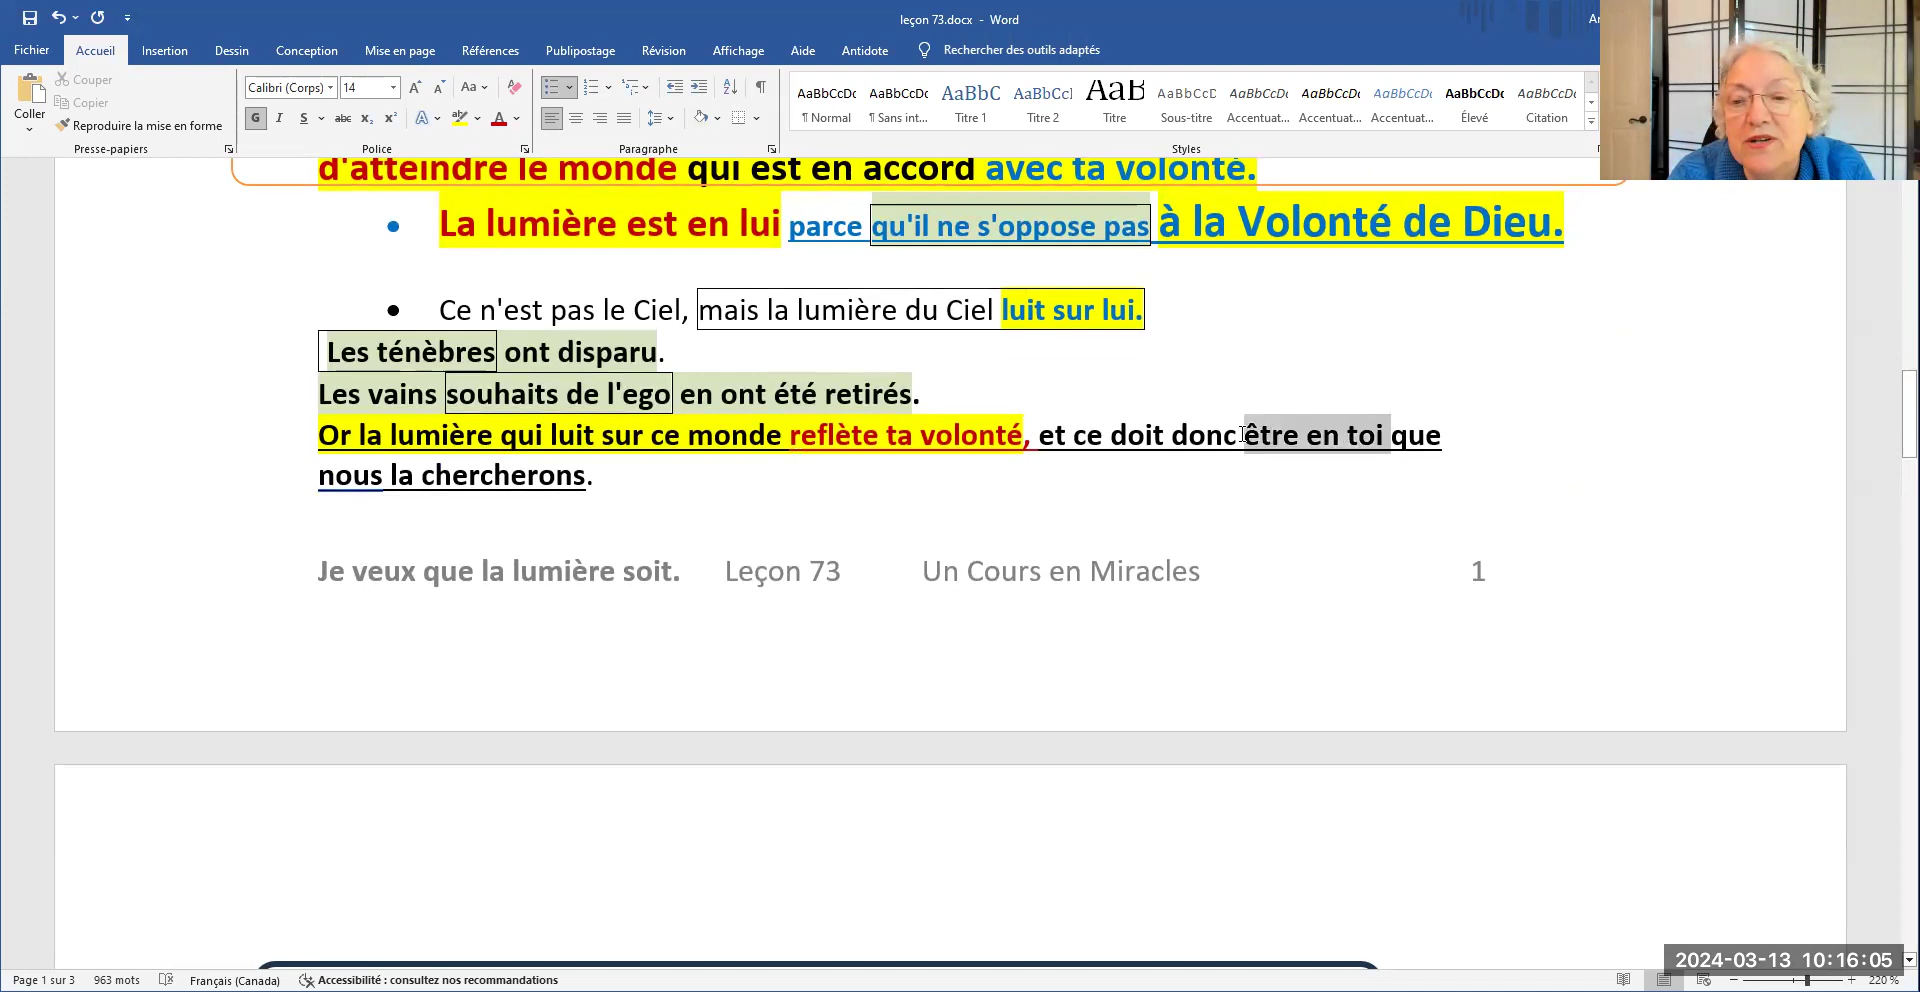 leçon 73.docx - Word
Fichier Accueil Insertion Dessin Conception Mise en page Références Publipostage Révision Affichage Aide Antidote Rechercher des outils adaptés
Coller
Couper
Copier
Reproduire la mise en forme
Presse-papiers
Calibri (Corps) 14
G I S abc x₂ x²
Police
Paragraphe
AaBbCcDc AaBbCcDc AaBbC AaBbCcI AaB AaBbCcD AaBbCcDc AaBbCcDc AaBbCcDc AaBbCcDc AaBbCcDc
¶ Normal ¶ Sans int... Titre 1 Titre 2 Titre Sous-titre Accentuat... Accentuat... Accentuat... Élevé Citation
Styles
d'atteindre le monde qui est en accord avec ta volonté.
• La lumière est en lui parce qu'il ne s'oppose pas à la Volonté de Dieu.
• Ce n'est pas le Ciel, mais la lumière du Ciel luit sur lui.
Les ténèbres ont disparu.
Les vains souhaits de l'ego en ont été retirés.
Or la lumière qui luit sur ce monde reflète ta volonté, et ce doit donc être en toi que
nous la chercherons.
Je veux que la lumière soit. Leçon 73 Un Cours en Miracles 1
2024-03-13 10:16:05
Page 1 sur 3 963 mots Français (Canada) Accessibilité : consultez nos recommandations 220 %